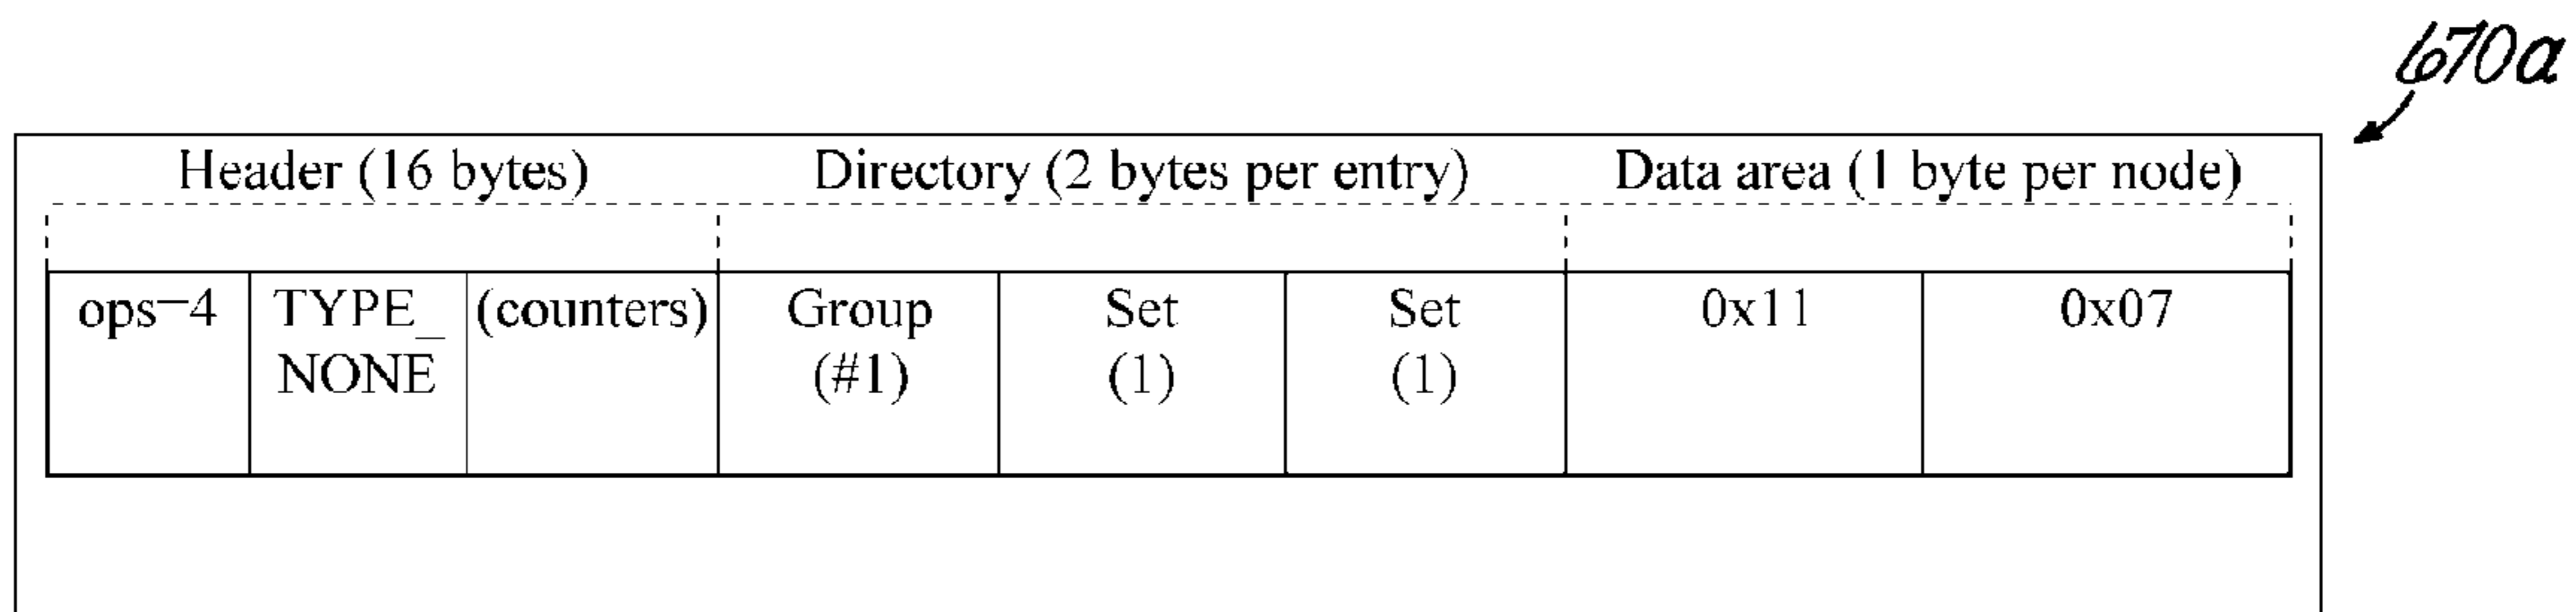 670a
Header (16 bytes) Directory (2 bytes per entry) Data area (1 byte per node)
ops-4 TYPE_ (counters) Group Set Set 0x11 0x07
NONE (#1) (1) (1)